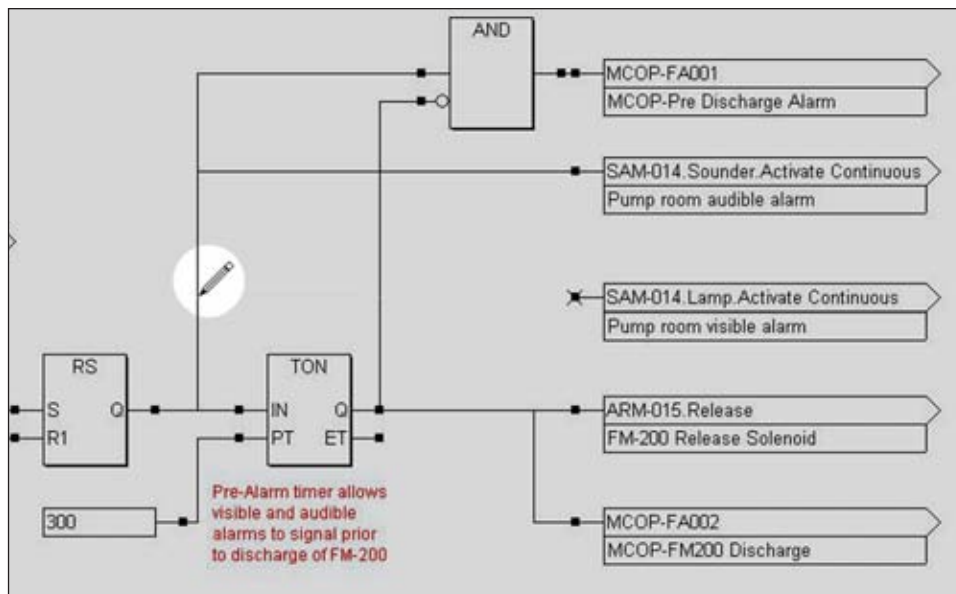 AND
MCOP-FA001
MCOP-Pre Discharge Alarm
SAM-014.Sounder.Activate Continuous
Pump room audible alarm
SAM-014.Lamp.Activate Continuous
Pump room visible alarm
RS
S Q
R1
TON
IN Q
PT ET
ARM-015.Release
FM-200 Release Solenoid
300
Pre-Alarm timer allows
visible and audible
alarms to signal prior
to discharge of FM-200
MCOP-FA002
MCOP-FM200 Discharge